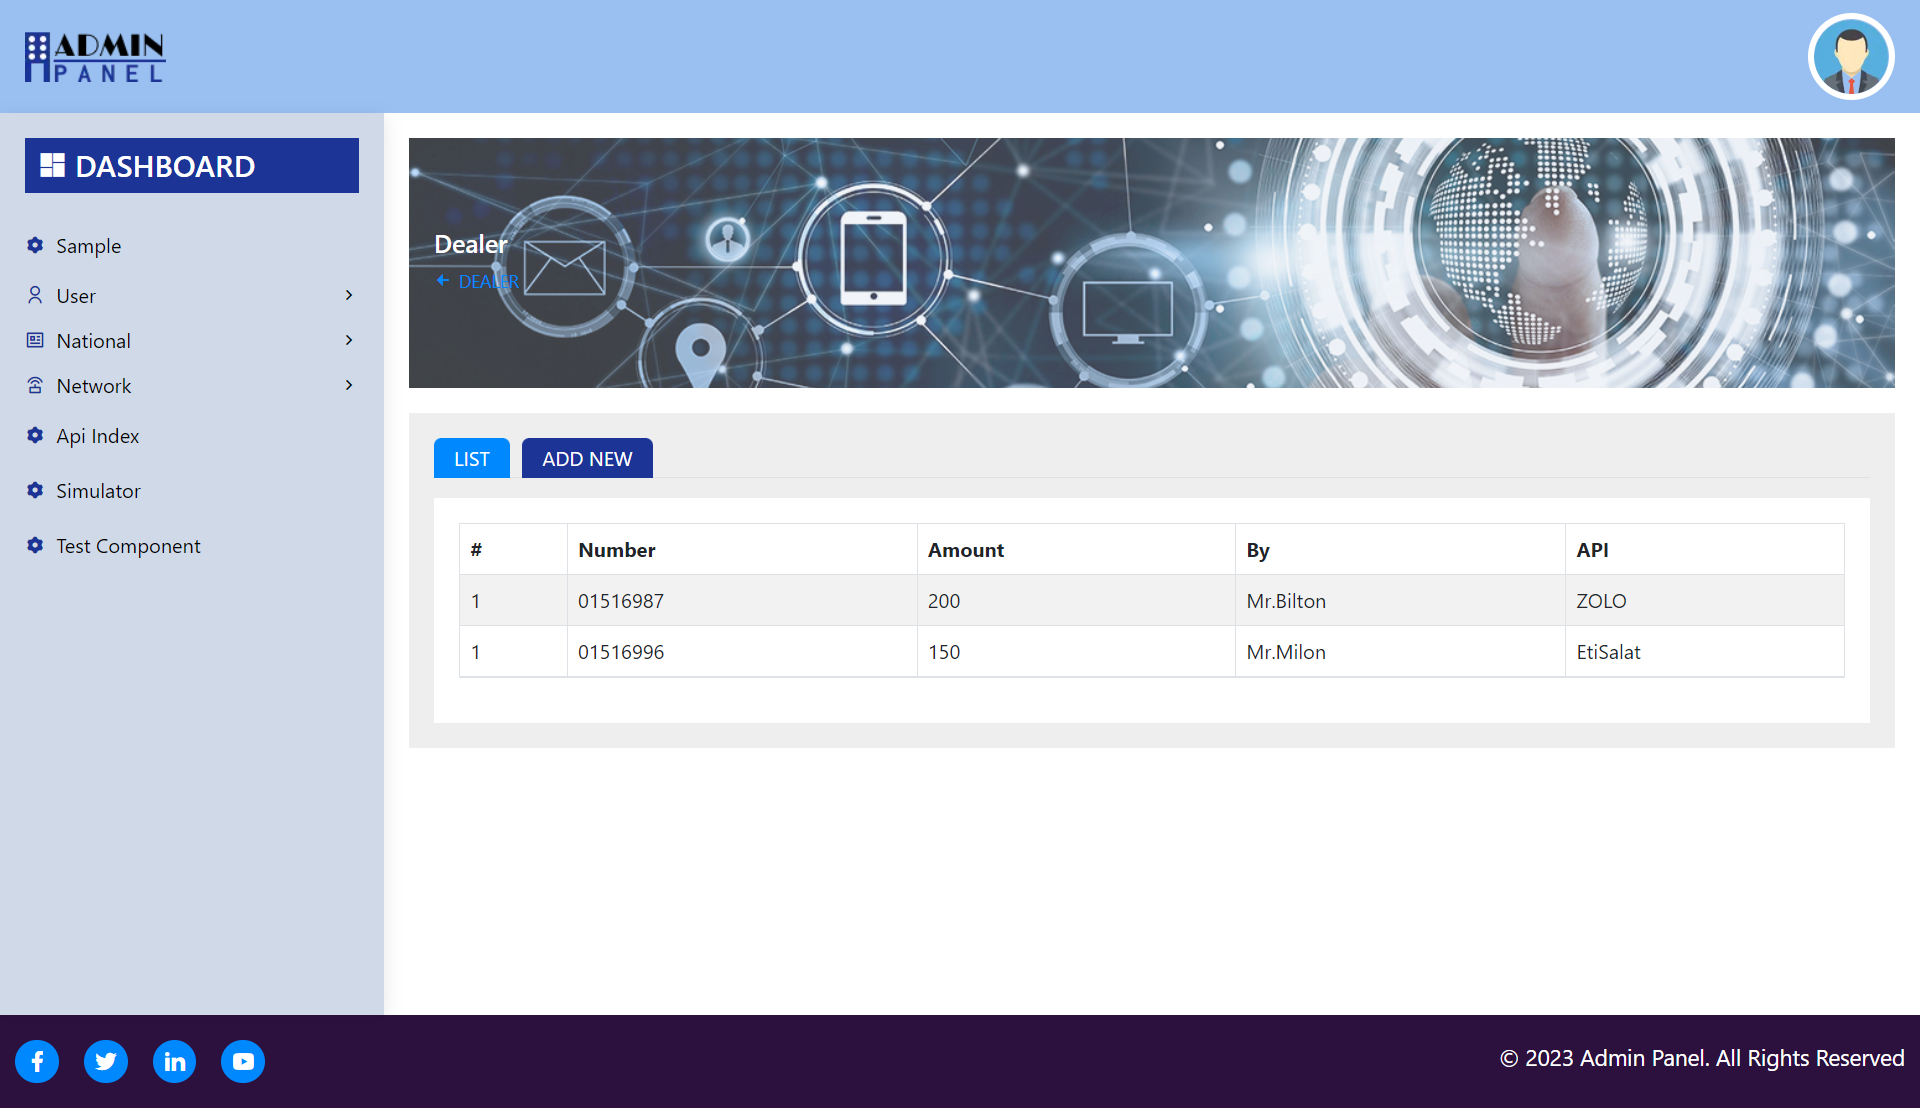 ADMIN
PANEL
DASHBOARD
Sample
User
National
Network
Api Index
Simulator
Test Component
Dealer
DEALER
LIST ADD NEW
# Number Amount By API
1 01516987 200 Mr.Bilton ZOLO
1 01516996 150 Mr.Milon EtiSalat
© 2023 Admin Panel. All Rights Reserved